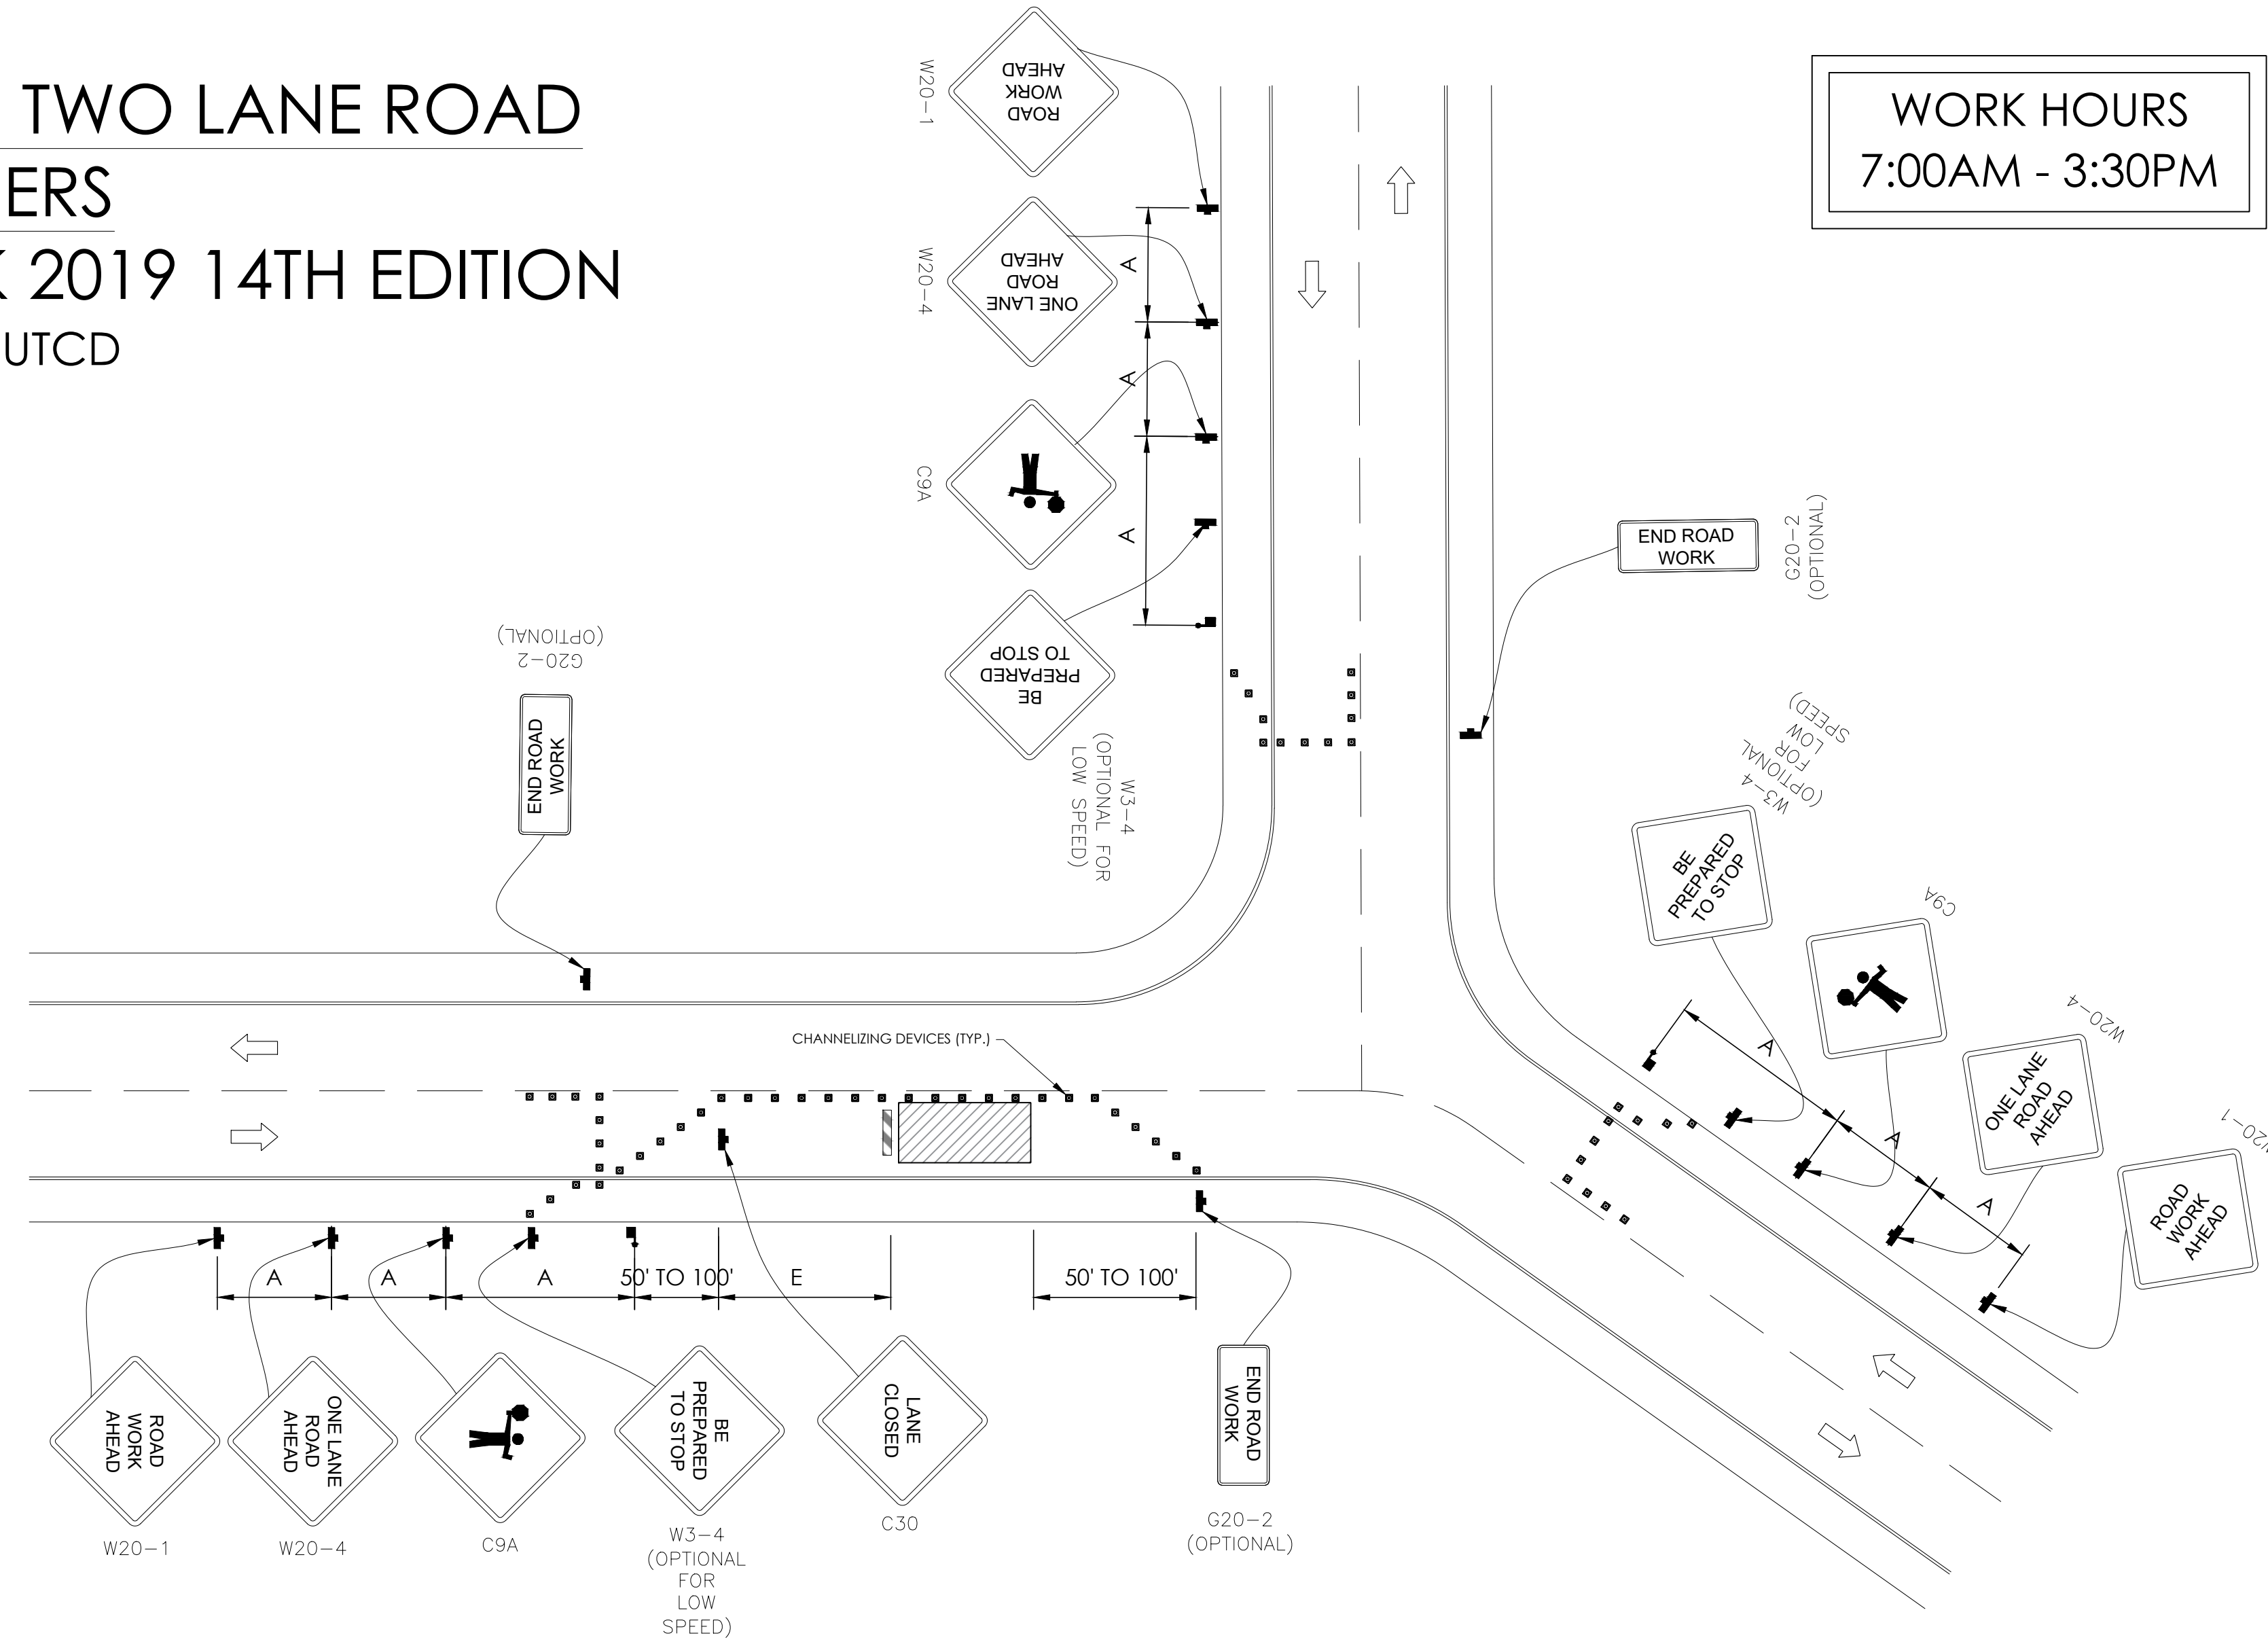 TWO LANE ROAD
ERS
K 2019 14TH EDITION
UTCD
WORK HOURS
7:00AM - 3:30PM
ROAD
WORK
AHEAD
W20-1
ONE LANE
ROAD
AHEAD
W20-4
C9A
BE
PREPARED
TO STOP
W3-4
(OPTIONAL FOR
LOW SPEED)
A
A
A
END ROAD
WORK
G20-2
(OPTIONAL)
END ROAD
WORK
G20-2
(OPTIONAL)
W3-4
(OPTIONAL
FOR
LOW
SPEED)
BE
PREPARED
TO STOP
C9A
W20-4
ONE LANE
ROAD
AHEAD
W20-1
ROAD
WORK
AHEAD
A
A
A
CHANNELIZING DEVICES (TYP.)
A
A
A
50' TO 100'
E
50' TO 100'
ROAD
WORK
AHEAD
W20-1
ONE LANE
ROAD
AHEAD
W20-4
C9A
BE
PREPARED
TO STOP
W3-4
(OPTIONAL
FOR
LOW
SPEED)
LANE
CLOSED
C30
END ROAD
WORK
G20-2
(OPTIONAL)